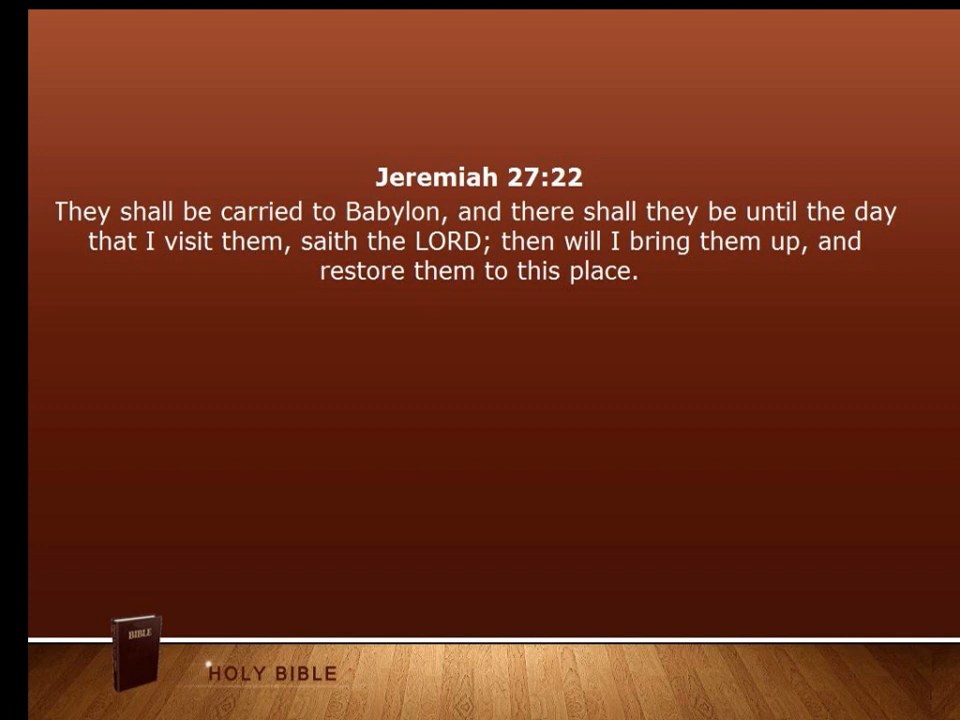 Jeremiah 27:22
They shall be carried to Babylon, and there shall they be until the day
that I visit them, saith the LORD; then will I bring them up, and
restore them to this place.
BIBLE
HOLY BIBLE